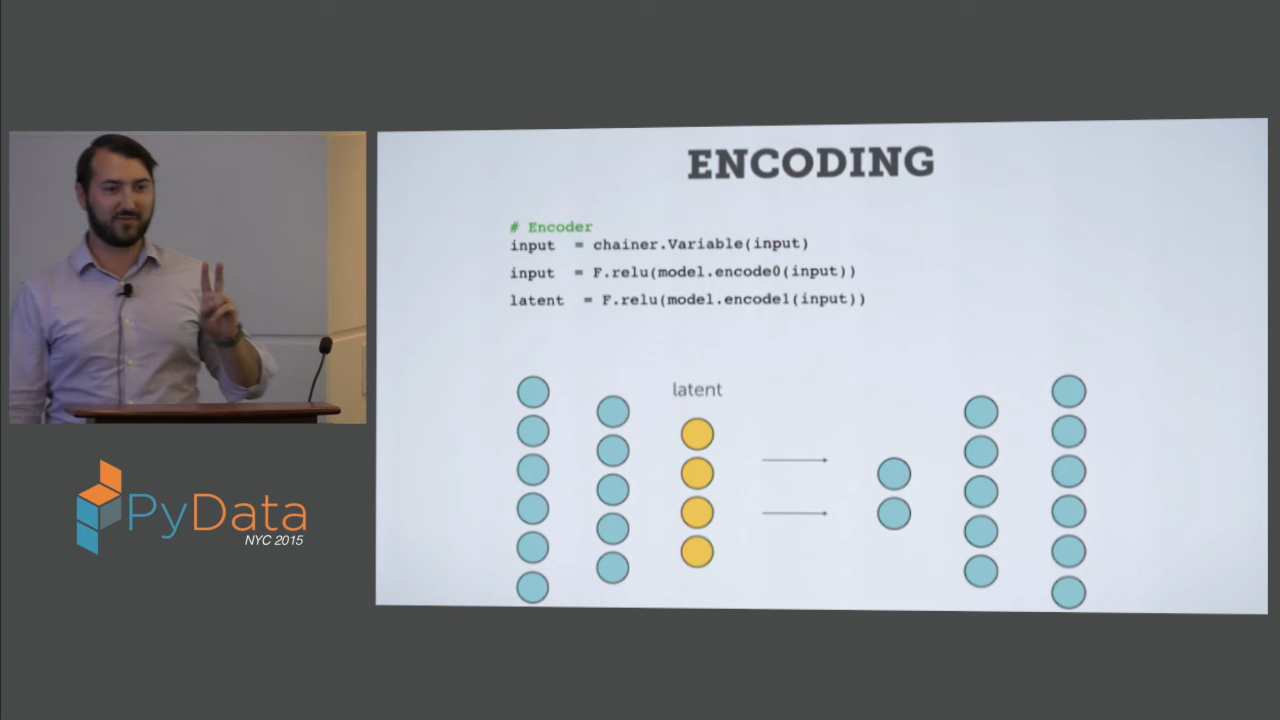 ENCODING
# Encoder
input = chainer.Variable(input)
input = F.relu(model.encode0(input))
latent = F.relu(model.encode1(input))
latent
PyData
NYC 2015